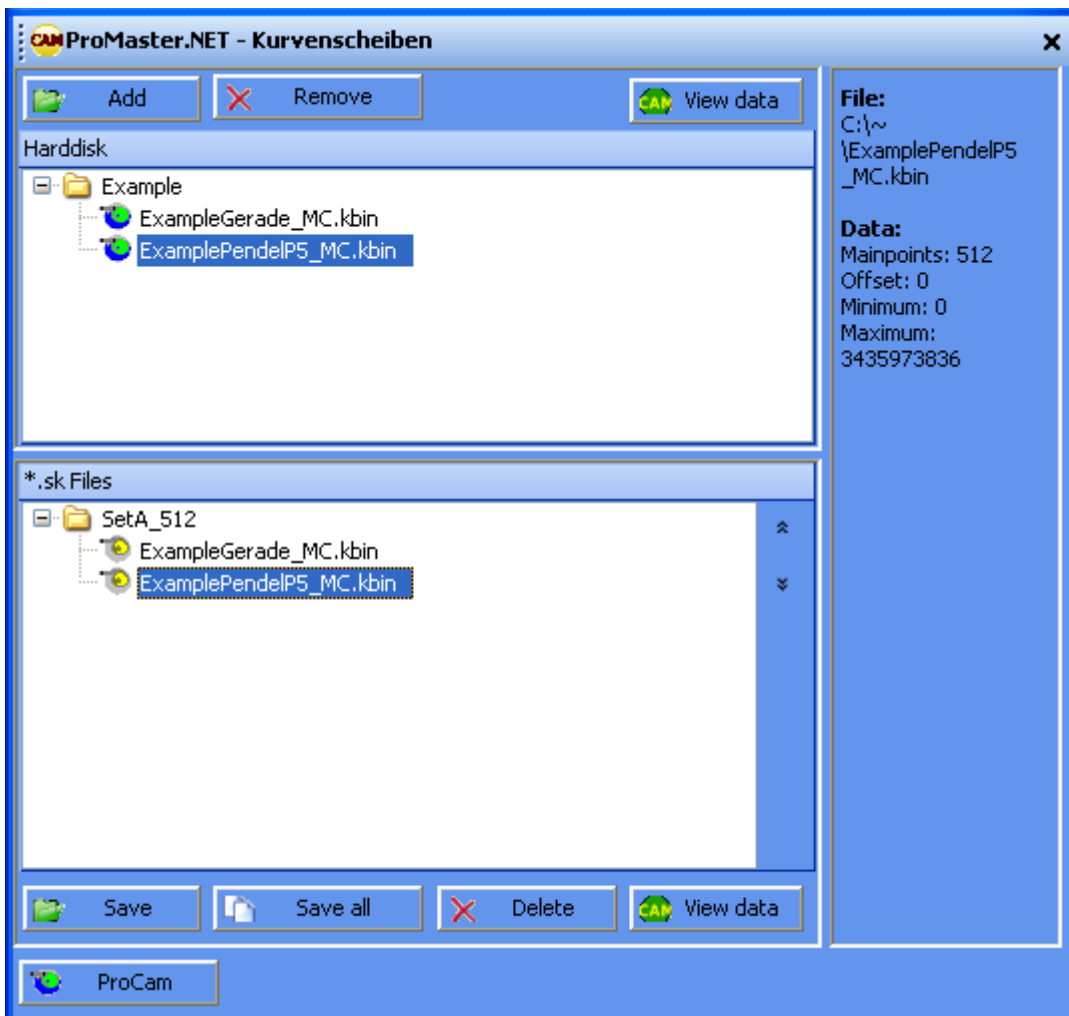 CAM ProMaster.NET - Kurvenscheiben
Add
Remove
CAM View data
Harddisk
Example
ExampleGerade_MC.kbin
ExamplePendelP5_MC.kbin
*.sk Files
SetA_512
ExampleGerade_MC.kbin
ExamplePendelP5_MC.kbin
Save
Save all
Delete
CAM View data
ProCam
File:
C:\~
\ExamplePendelP5
_MC.kbin
Data:
Mainpoints: 512
Offset: 0
Minimum: 0
Maximum:
3435973836